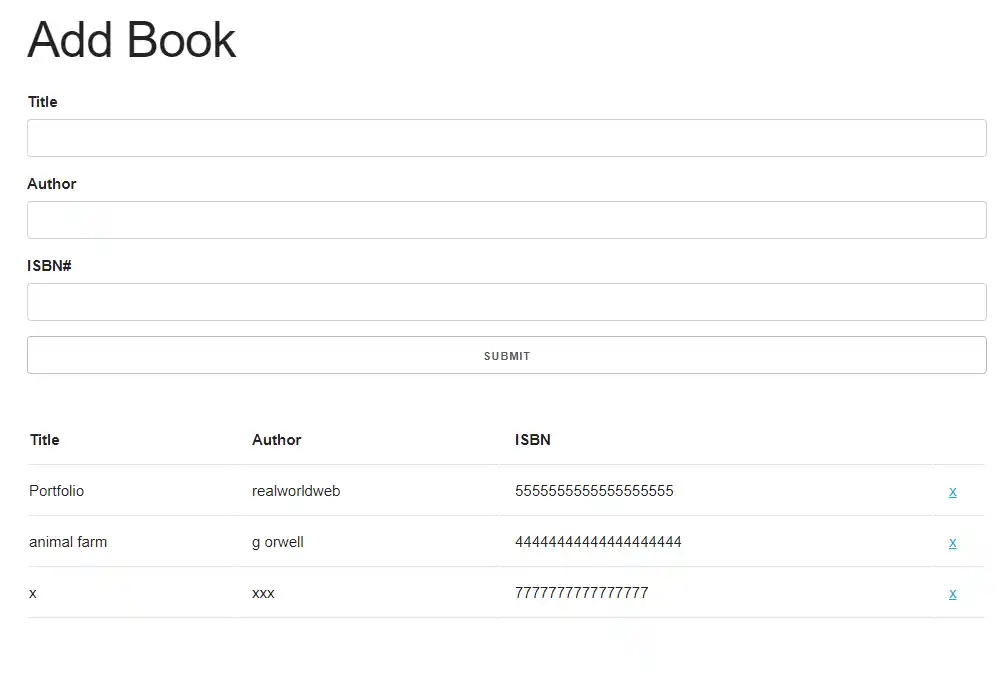 Add Book
Title
Author
ISBN#
SUBMIT
Title Author ISBN
Portfolio realworldweb 5555555555555555555 x
animal farm g orwell 44444444444444444444 x
x xxx 7777777777777777 x